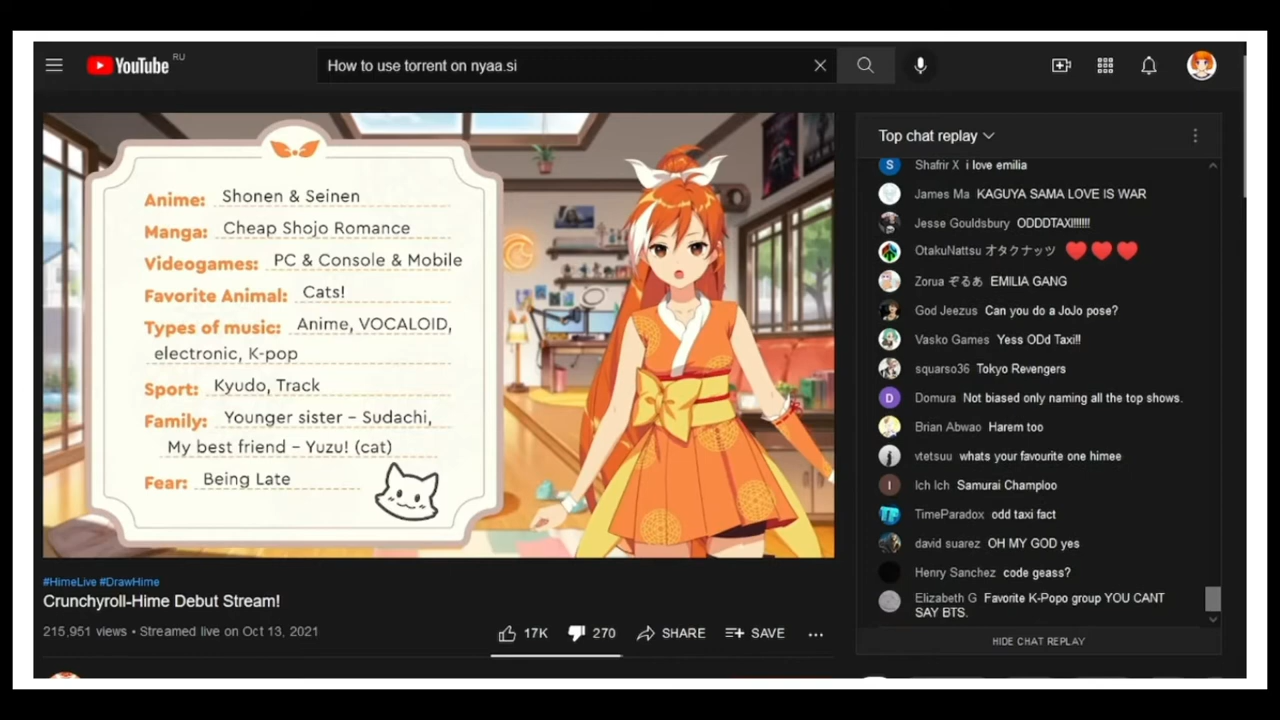 YouTube RU
How to use torrent on nyaa.si
Anime: Shonen & Seinen
Manga: Cheap Shojo Romance
Videogames: PC & Console & Mobile
Favorite Animal: Cats!
Types of music: Anime, VOCALOID,
electronic, K-pop
Sport: Kyudo, Track
Family: Younger sister – Sudachi,
My best friend – Yuzu! (cat)
Fear: Being Late
#HimeLive #DrawHime
Crunchyroll-Hime Debut Stream!
215,951 views • Streamed live on Oct 13, 2021
17K 270 SHARE SAVE
Top chat replay
S Shafrir X i love emilia
James Ma KAGUYA SAMA LOVE IS WAR
Jesse Gouldsbury ODDDTAXI!!!!!!!
OtakuNattsu オタクナッツ ❤❤❤
Zorua ぞるあ EMILIA GANG
God Jeezus Can you do a JoJo pose?
Vasko Games Yess ODd Taxi!!
squarso36 Tokyo Revengers
D Domura Not biased only naming all the top shows.
Brian Abwao Harem too
vtetsuu whats your favourite one himee
I Ich Ich Samurai Champloo
TimeParadox odd taxi fact
david suarez OH MY GOD yes
Henry Sanchez code geass?
Elizabeth G Favorite K-Popo group YOU CANT
SAY BTS.
HIDE CHAT REPLAY